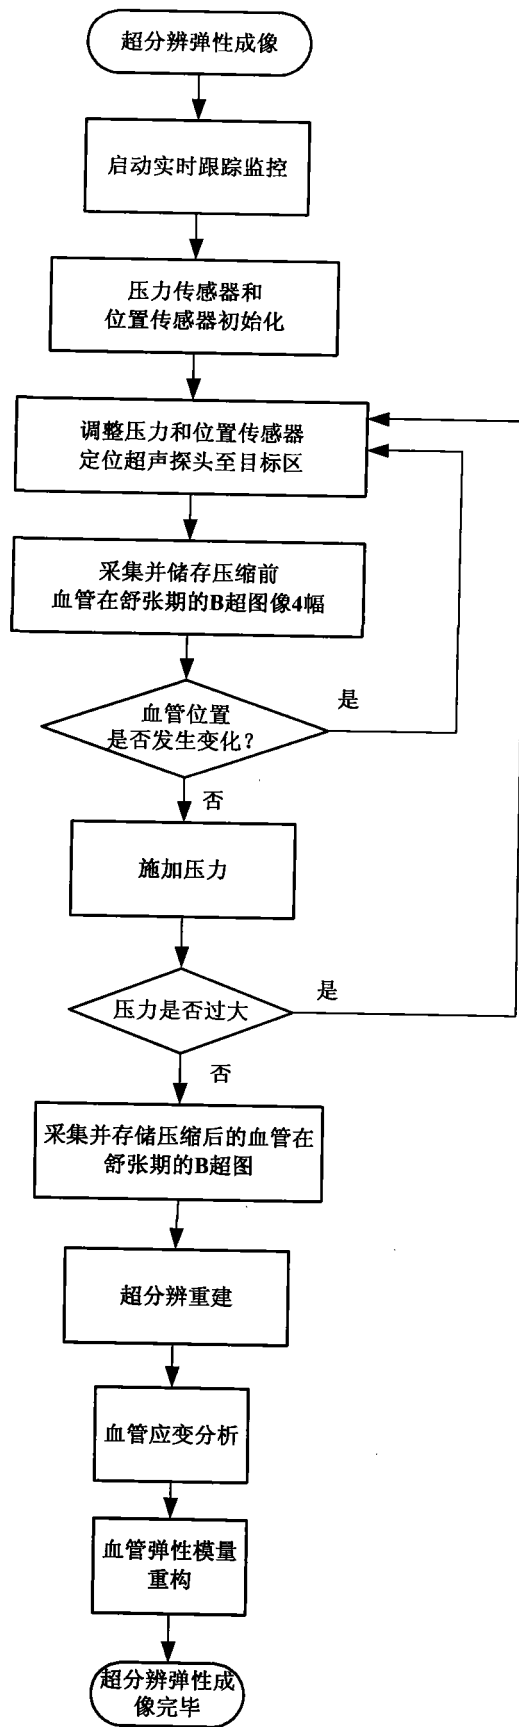 超分辨弹性成像
启动实时跟踪监控
压力传感器和
位置传感器初始化
调整压力和位置传感器
定位超声探头至目标区
采集并储存压缩前
血管在舒张期的B超图像4幅
血管位置
是否发生变化？
是
否
施加压力
压力是否过大
是
否
采集并存储压缩后的血管在
舒张期的B超图
超分辨重建
血管应变分析
血管弹性模量
重构
超分辨弹性成
像完毕